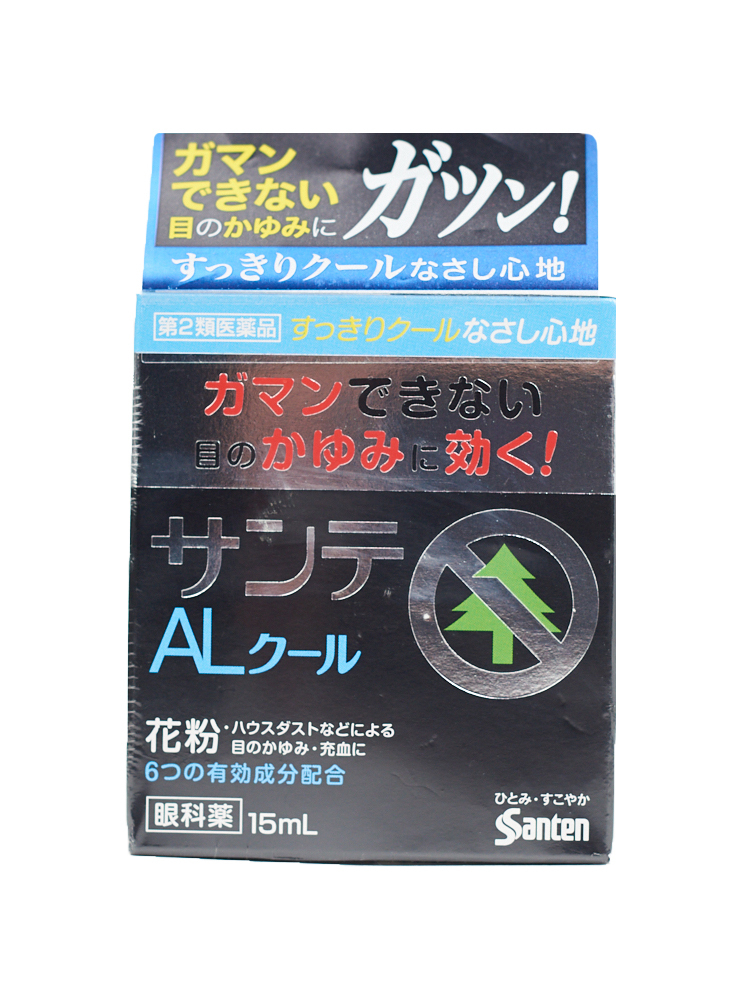 ガマン
できない
目のかゆみに
ガツン!
すっきりクールなさし心地
第2類医薬品 すっきりクールなさし心地
ガマンできない
目のかゆみに効く!
サンテ
ALクール
花粉・ハウスダストなどによる
目のかゆみ・充血に
6つの有効成分配合
眼科薬 15mL
ひとみ・すこやか
Santen